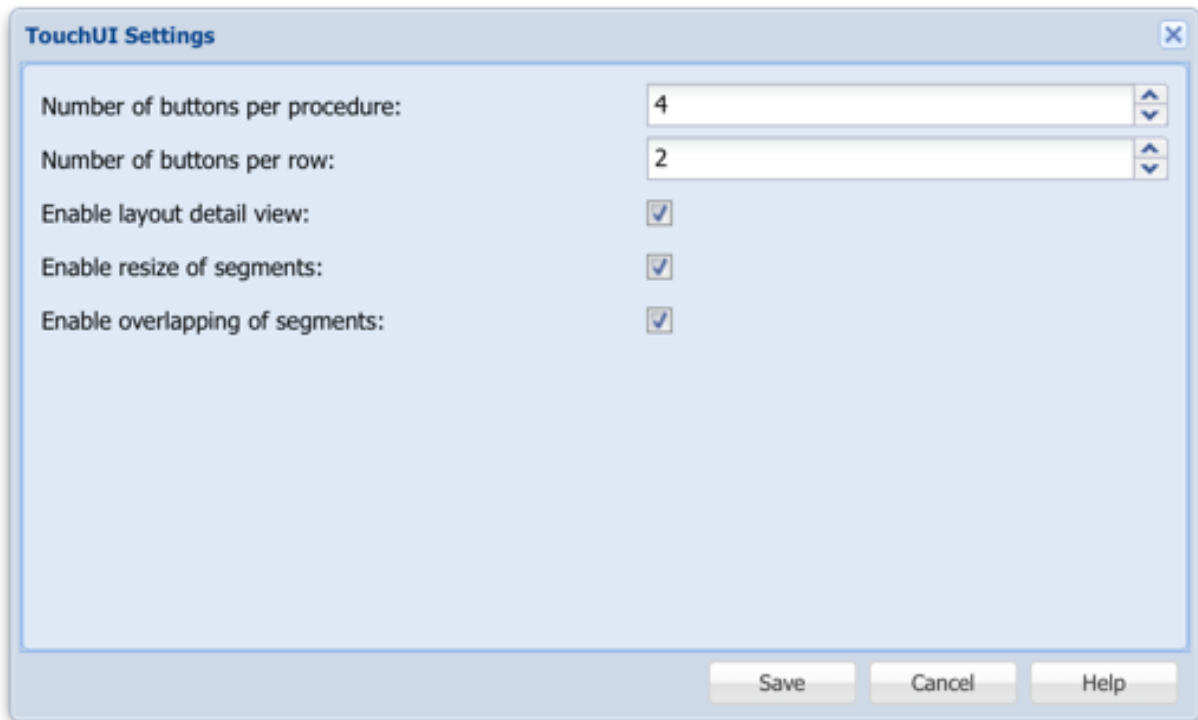 TouchUI Settings
Number of buttons per procedure: 4
Number of buttons per row: 2
Enable layout detail view:
Enable resize of segments:
Enable overlapping of segments:
Save Cancel Help